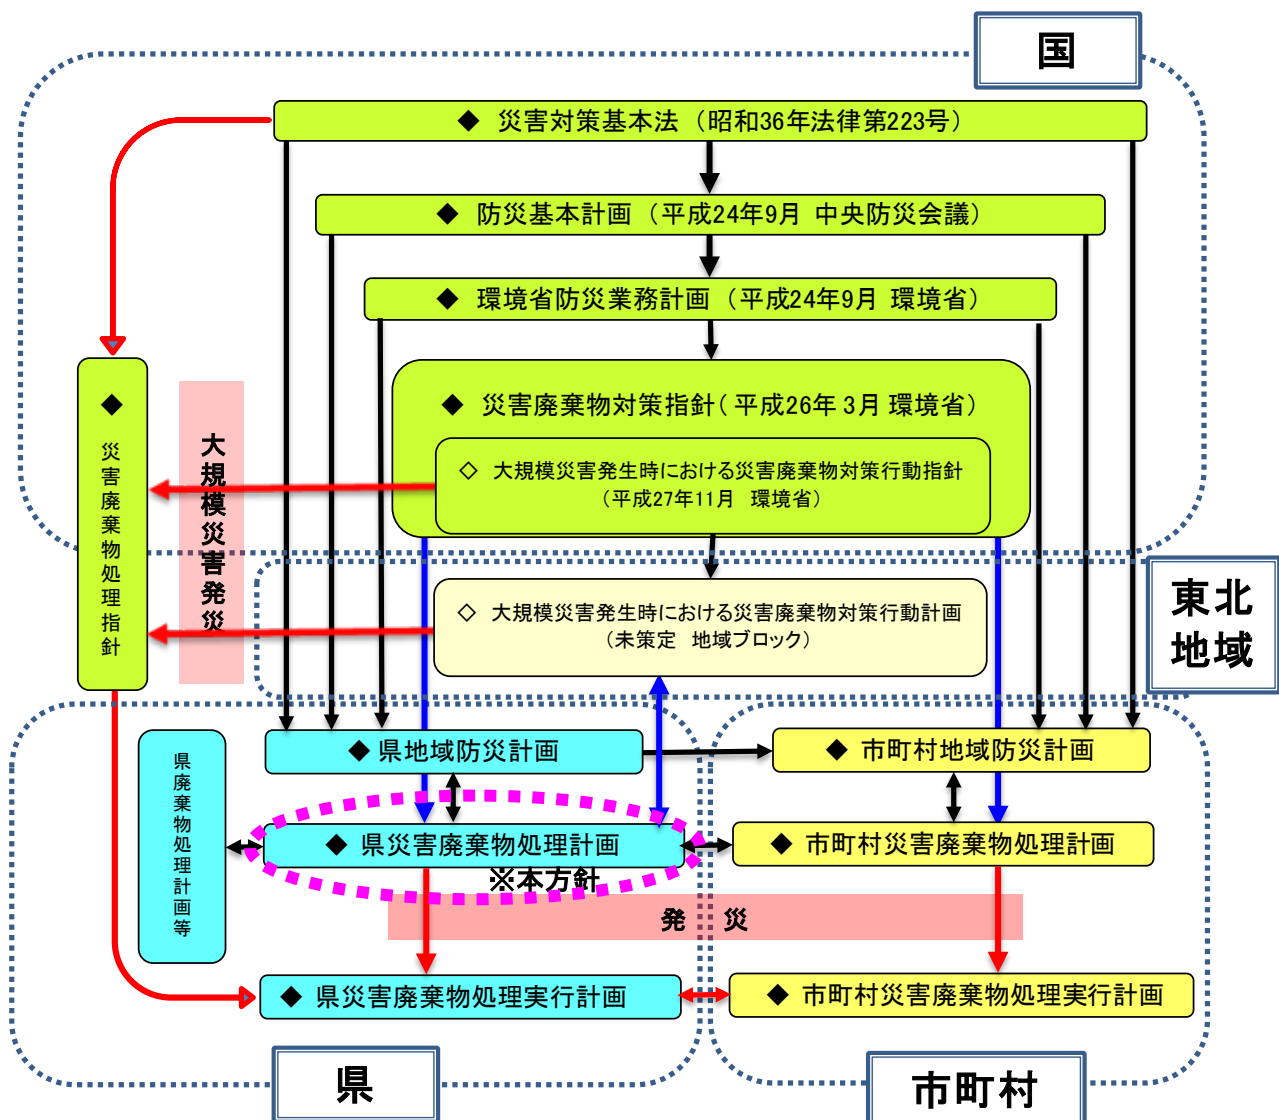 国
◆ 災害対策基本法 (昭和36年法律第223号)
◆ 防災基本計画 (平成24年9月 中央防災会議)
◆ 環境省防災業務計画 (平成24年9月 環境省)
◆ 災害廃棄物対策指針(平成26年3月 環境省)
◇ 大規模災害発生時における災害廃棄物対策行動指針
(平成27年11月 環境省)
◆ 災害廃棄物処理指針
大規模災害発災
東北
地域
◇ 大規模災害発生時における災害廃棄物対策行動計画
(未策定 地域ブロック)
◆ 県地域防災計画
◆ 市町村地域防災計画
県廃棄物処理計画等
◆ 県災害廃棄物処理計画
※本方針
◆ 市町村災害廃棄物処理計画
発 災
◆ 県災害廃棄物処理実行計画
◆ 市町村災害廃棄物処理実行計画
県
市町村